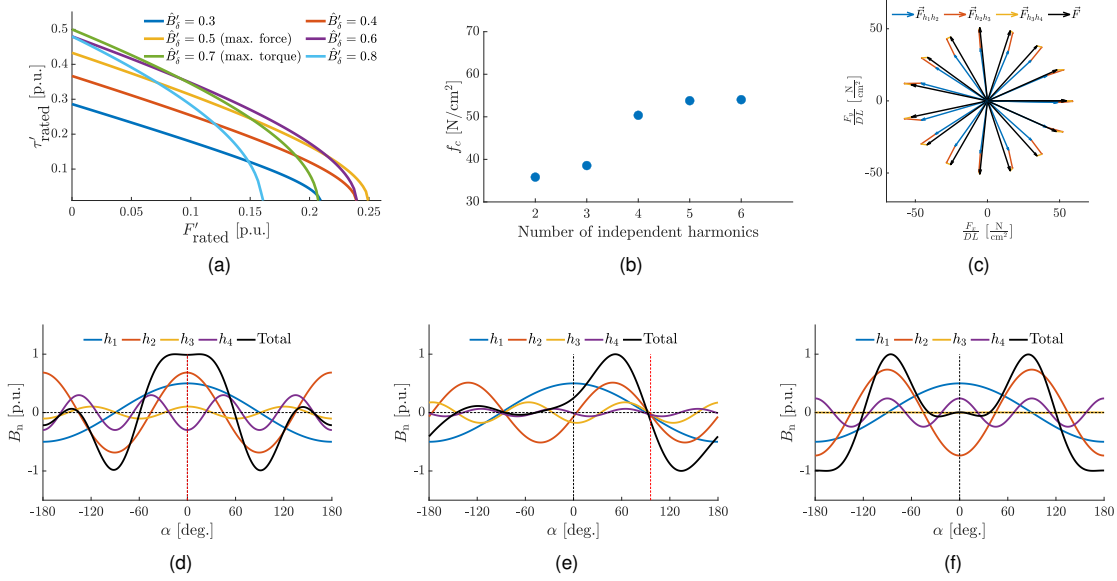 B̂′δ = 0.3
B̂′δ = 0.4
B̂′δ = 0.5 (max. force)
B̂′δ = 0.6
B̂′δ = 0.7 (max. torque)
B̂′δ = 0.8
τ′rated [p.u.]
0.5
0.4
0.3
0.2
0.1
0 0.05 0.1 0.15 0.2 0.25
F′rated [p.u.]
(a)
fc [N/cm²]
70
60
50
40
30
2 3 4 5 6
Number of independent harmonics
(b)
F⃗h1h2 F⃗h2h3 F⃗h3h4 F⃗
Fy/DL [N/cm²]
50
0
-50
-50 0 50
Fx/DL [N/cm²]
(c)
h1 h2 h3 h4 Total
Bn [p.u.]
1
0
-1
-180 -120 -60 0 60 120 180
α [deg.]
(d)
h1 h2 h3 h4 Total
Bn [p.u.]
1
0
-1
-180 -120 -60 0 60 120 180
α [deg.]
(e)
h1 h2 h3 h4 Total
Bn [p.u.]
1
0
-1
-180 -120 -60 0 60 120 180
α [deg.]
(f)